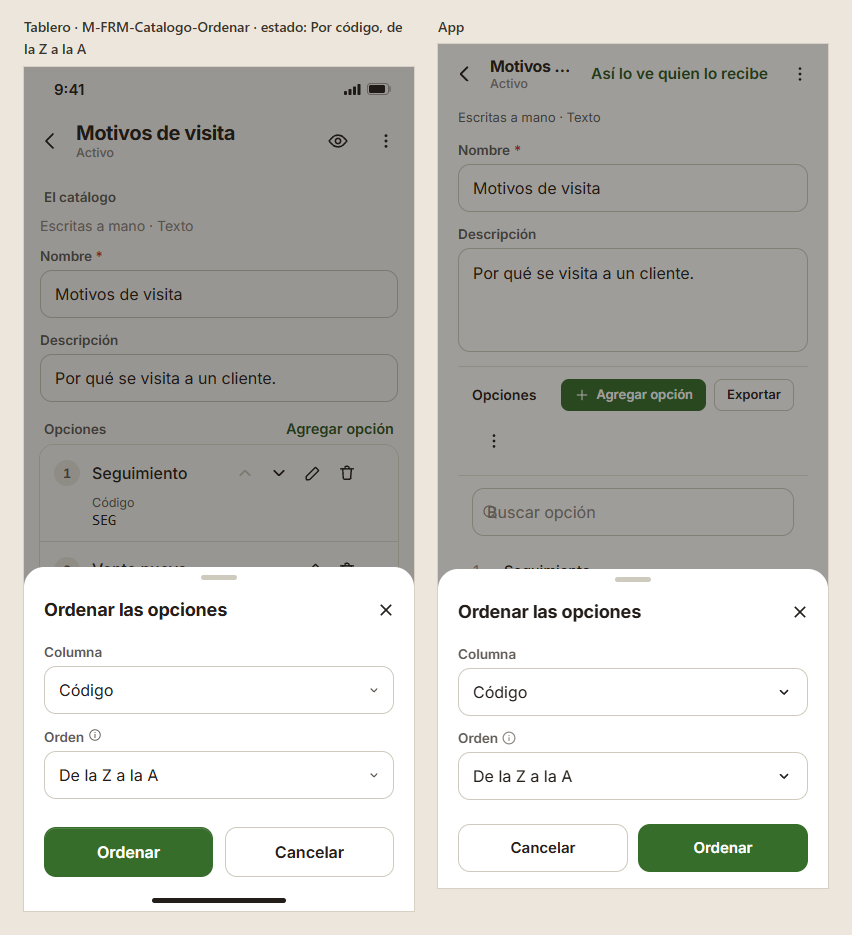 Tablero · M-FRM-Catalogo-Ordenar · estado: Por código, de
la Z a la A
9:41
Motivos de visita
Activo
El catálogo
Escritas a mano · Texto
Nombre *
Motivos de visita
Descripción
Por qué se visita a un cliente.
Opciones
Agregar opción
1
Seguimiento
Código
SEG
Ordenar las opciones
Columna
Código
Orden
De la Z a la A
Ordenar
Cancelar
App
Motivos ...
Activo
Así lo ve quien lo recibe
Escritas a mano · Texto
Nombre *
Motivos de visita
Descripción
Por qué se visita a un cliente.
Opciones
+ Agregar opción
Exportar
Buscar opción
Seguimiento
Ordenar las opciones
Columna
Código
Orden
De la Z a la A
Cancelar
Ordenar